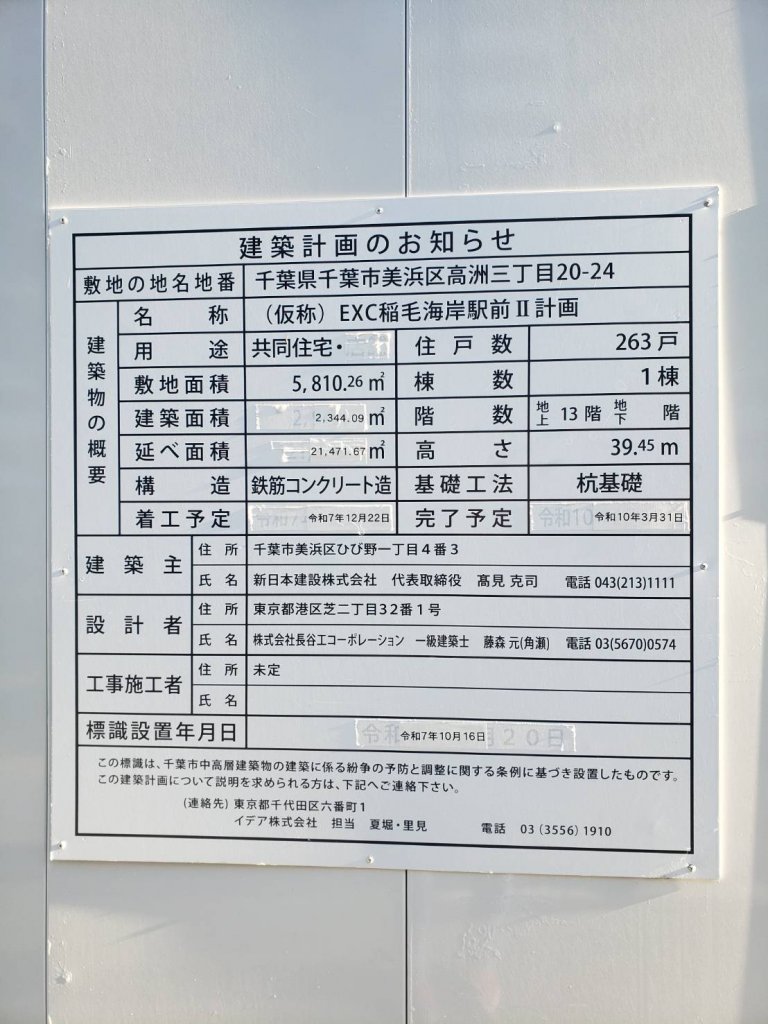 建築計画のお知らせ
敷地の地名地番 千葉県千葉市美浜区高洲三丁目20-24
建築物の概要
名称 （仮称）EXC稲毛海岸駅前Ⅱ計画
用途 共同住宅・ 住戸数 263戸
敷地面積 5,810.26㎡ 棟数 1棟
建築面積 2,344.09㎡ 階数 地上 13階 地下 階
延べ面積 21,471.67㎡ 高さ 39.45m
構造 鉄筋コンクリート造 基礎工法 杭基礎
着工予定 令和7年12月22日 完了予定 令和10年3月31日
建築主 住所 千葉市美浜区ひび野一丁目4番3
氏名 新日本建設株式会社 代表取締役 髙見 克司 電話 043(213)1111
設計者 住所 東京都港区芝二丁目32番1号
氏名 株式会社長谷工コーポレーション 一級建築士 藤森 元(角瀬) 電話 03(5670)0574
工事施工者 住所 未定
氏名
標識設置年月日 令和7年10月16日
この標識は、千葉市中高層建築物の建築に係る紛争の予防と調整に関する条例に基づき設置したものです。
この建築計画について説明を求められる方は、下記へご連絡下さい。
(連絡先) 東京都千代田区六番町1
イデア株式会社 担当 夏堀・里見 電話 03 (3556) 1910